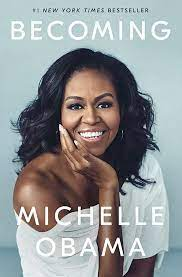 #1 NEW YORK TIMES BESTSELLER
BECOMING
MICHELLE
OBAMA